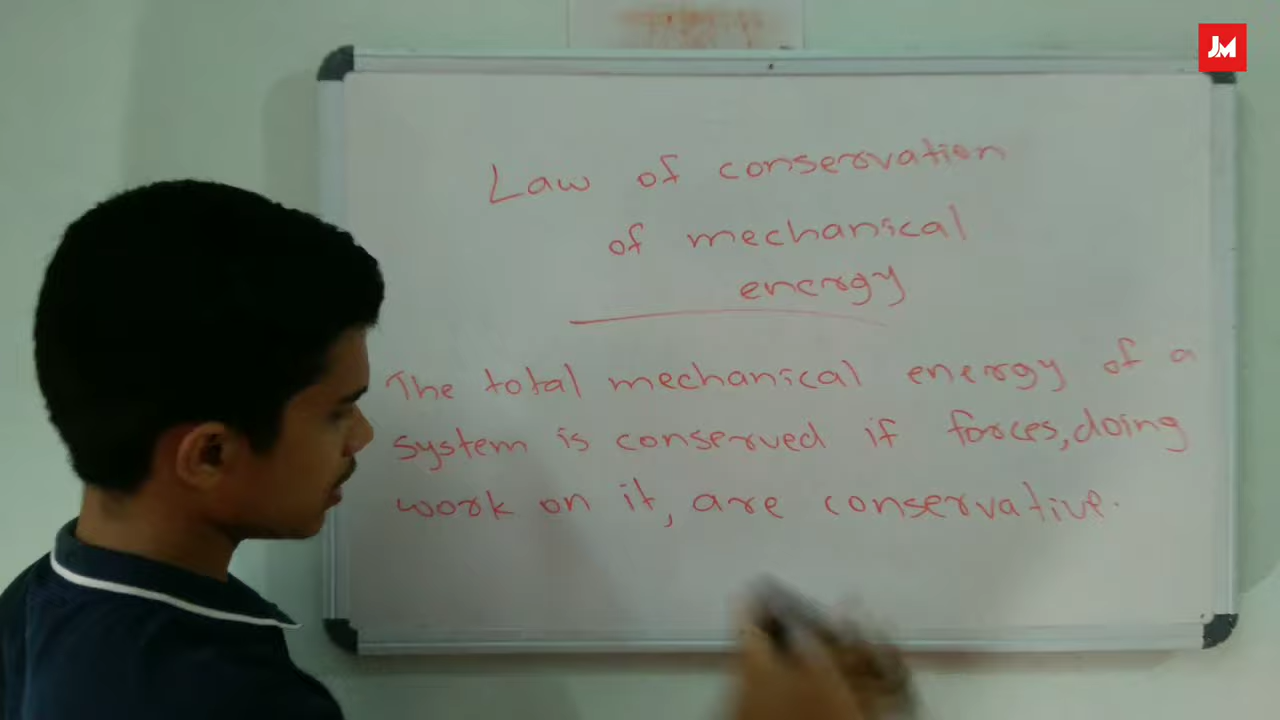 JM
Law of conservation
of mechanical
energy
The total mechanical energy of a
system is conserved if forces, doing
work on it, are conservative.